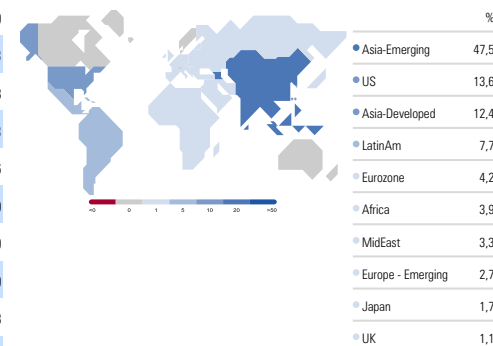 %
Asia-Emerging 47,5
US 13,6
Asia-Developed 12,4
LatinAm 7,7
Eurozone 4,2
Africa 3,9
MidEast 3,3
Europe - Emerging 2,7
Japan 1,7
UK 1,1
<0 0 1 5 10 20 >50